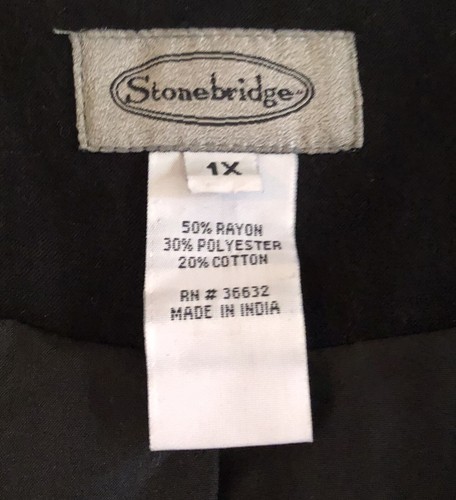 Stonebridge
1X
50% RAYON
30% POLYESTER
20% COTTON
RN # 36632
MADE IN INDIA